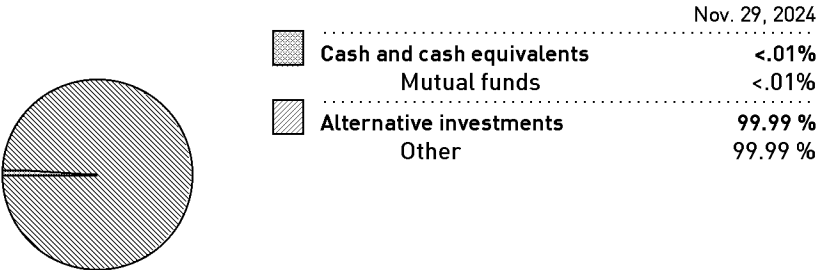 Nov. 29, 2024
Cash and cash equivalents <.01%
Mutual funds <.01%
Alternative investments 99.99 %
Other 99.99 %